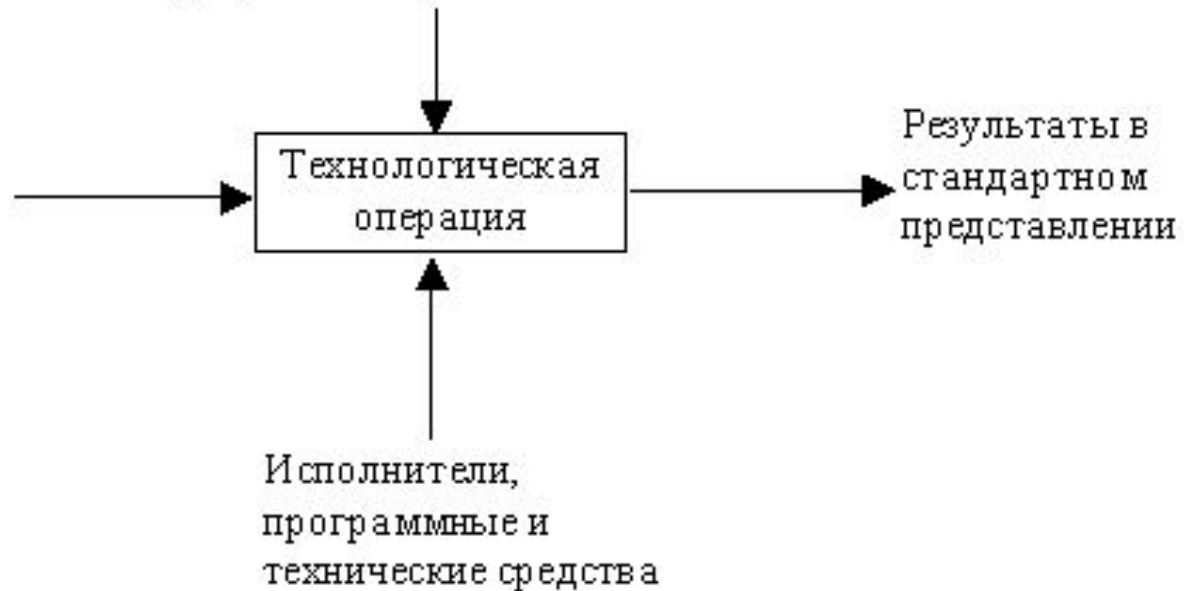 Технологическая
операция
Результаты в
стандартном
представлении
Исполнители,
программные и
технические средства